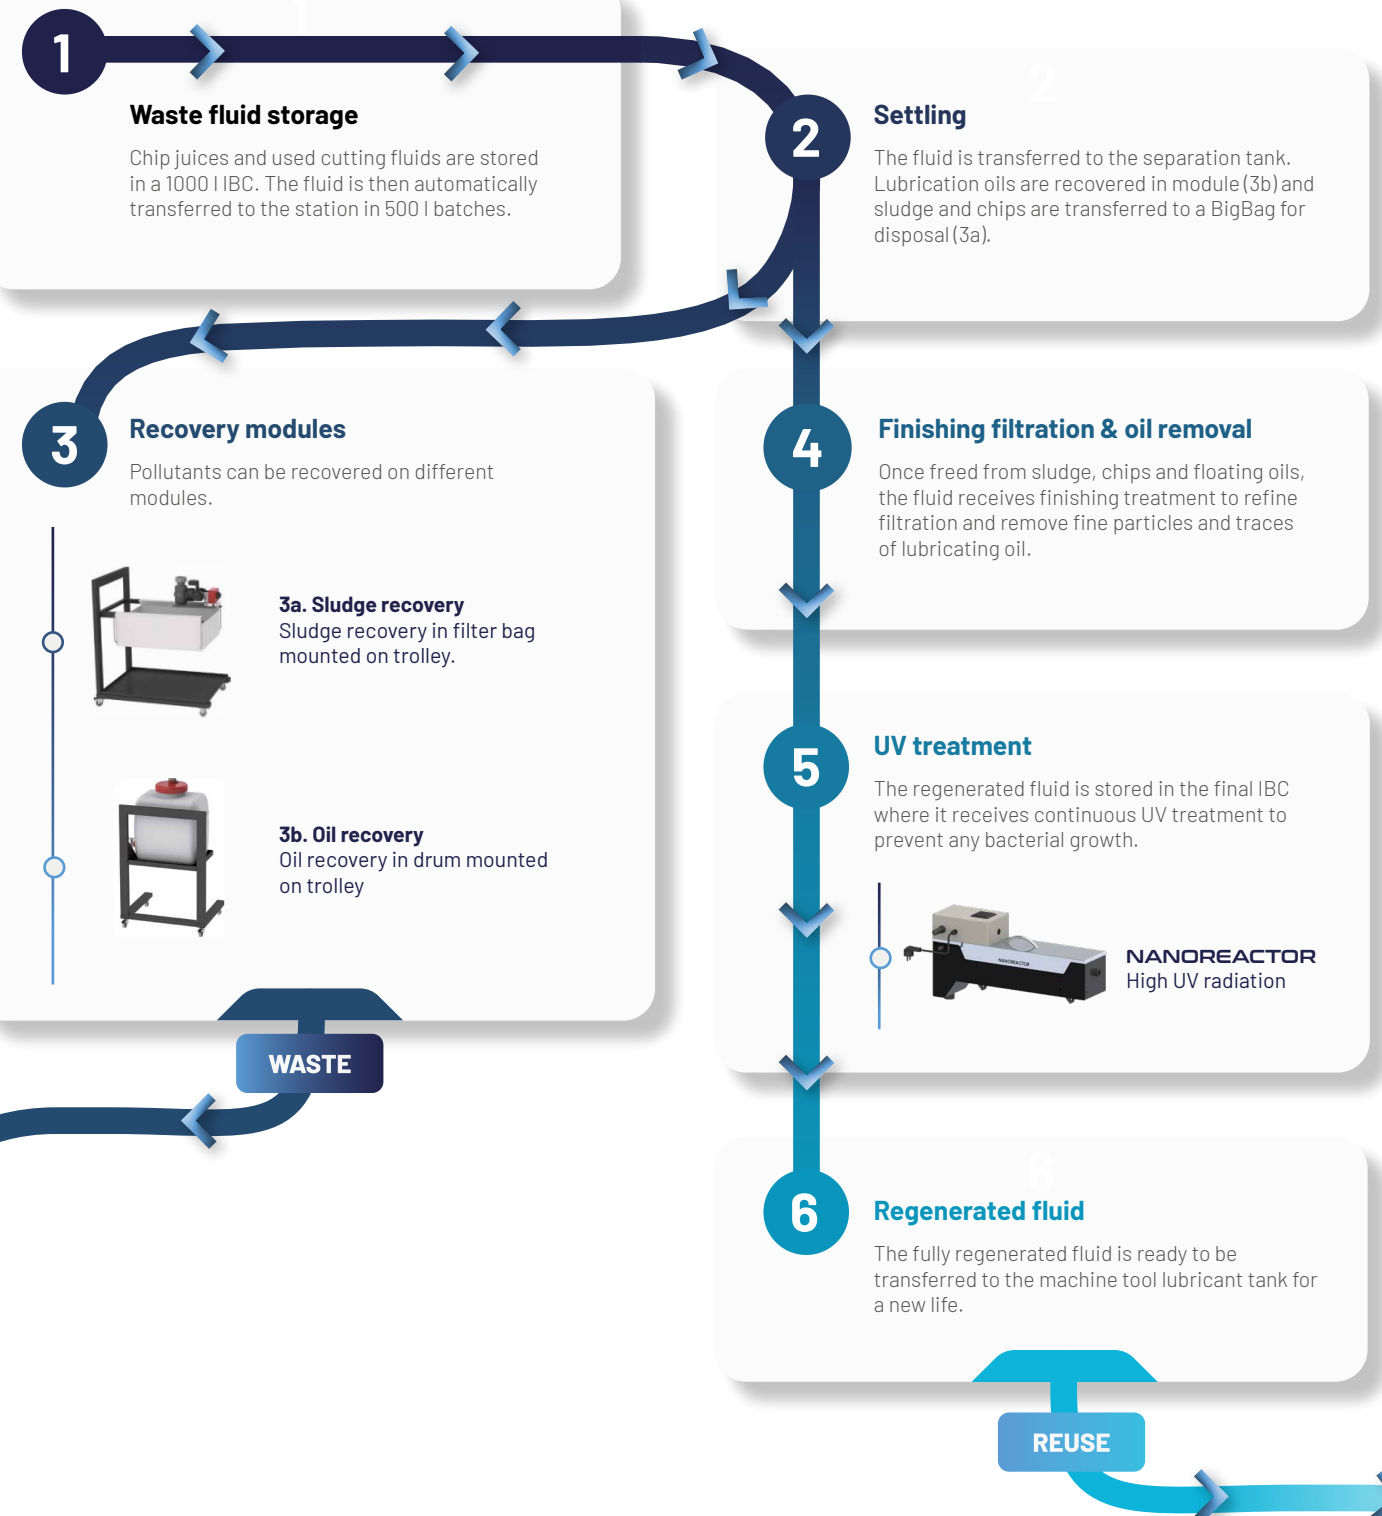 1
Waste fluid storage
Chip juices and used cutting fluids are stored
in a 1000 l IBC. The fluid is then automatically
transferred to the station in 500 l batches.
2
2
Settling
The fluid is transferred to the separation tank.
Lubrication oils are recovered in module (3b) and
sludge and chips are transferred to a BigBag for
disposal (3a).
3
Recovery modules
Pollutants can be recovered on different
modules.
3a. Sludge recovery
Sludge recovery in filter bag
mounted on trolley.
3b. Oil recovery
Oil recovery in drum mounted
on trolley
WASTE
4
Finishing filtration & oil removal
Once freed from sludge, chips and floating oils,
the fluid receives finishing treatment to refine
filtration and remove fine particles and traces
of lubricating oil.
5
UV treatment
The regenerated fluid is stored in the final IBC
where it receives continuous UV treatment to
prevent any bacterial growth.
NANOREACTOR
NANOREACTOR
High UV radiation
6
6
Regenerated fluid
The fully regenerated fluid is ready to be
transferred to the machine tool lubricant tank for
a new life.
REUSE